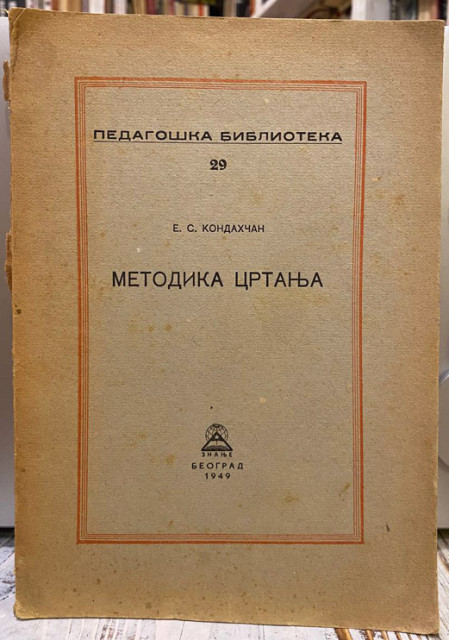 ПЕДАГОШКА БИБЛИОТЕКА
29
Е. С. КОНДАХЧАН
МЕТОДИКА ЦРТАЊА
ЗНАЊЕ
БЕОГРАД
1949